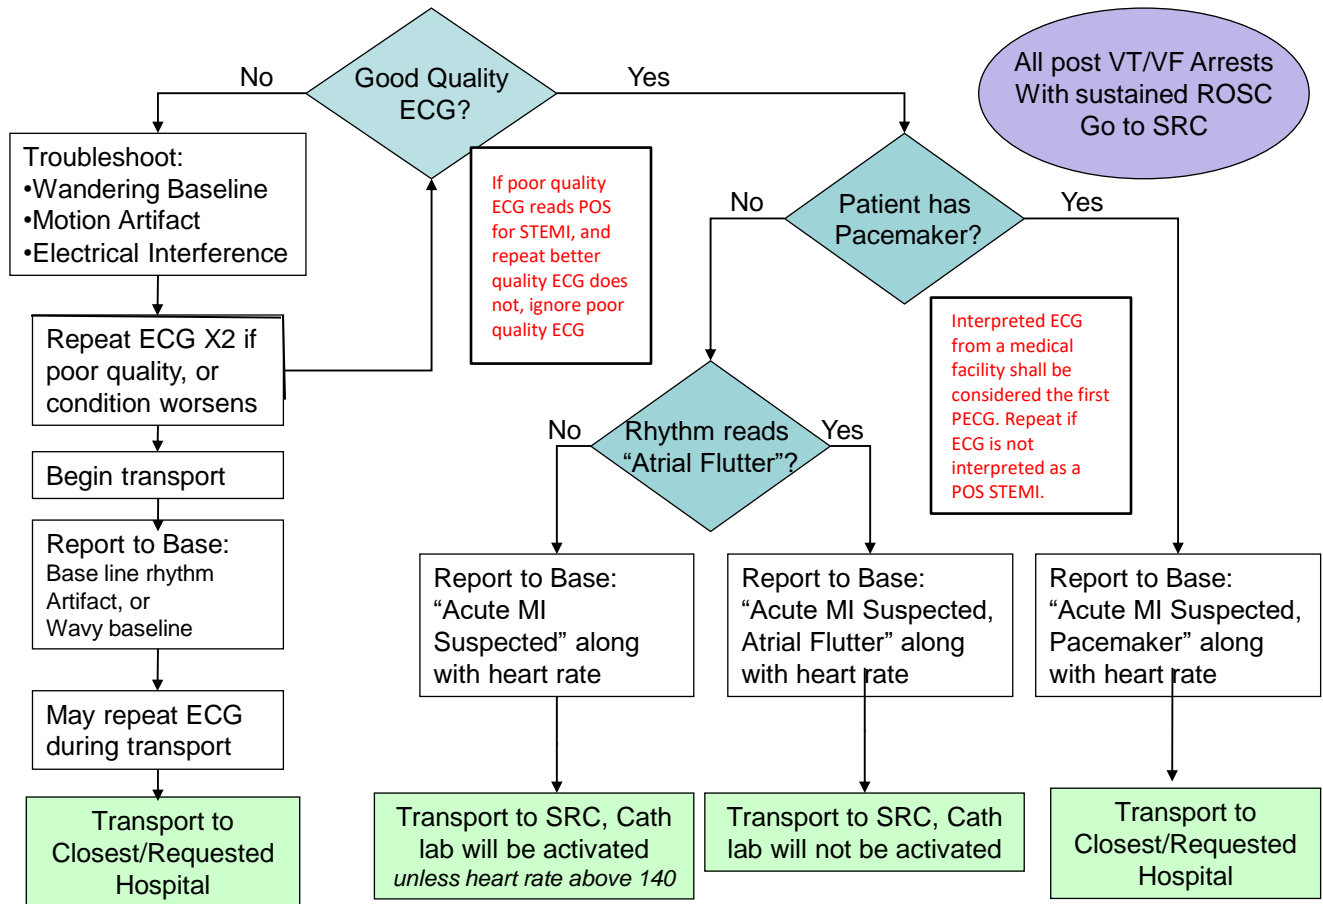 No
Good Quality
ECG?
Yes
All post VT/VF Arrests
With sustained ROSC
Go to SRC
Troubleshoot:
•Wandering Baseline
•Motion Artifact
•Electrical Interference
If poor quality
ECG reads POS
for STEMI, and
repeat better
quality ECG does
not, ignore poor
quality ECG
No
Patient has
Pacemaker?
Yes
Repeat ECG X2 if
poor quality, or
condition worsens
Interpreted ECG
from a medical
facility shall be
considered the first
PECG. Repeat if
ECG is not
interpreted as a
POS STEMI.
No
Rhythm reads
“Atrial Flutter”?
Yes
Begin transport
Report to Base:
Base line rhythm
Artifact, or
Wavy baseline
Report to Base:
“Acute MI
Suspected” along
with heart rate
Report to Base:
“Acute MI Suspected,
Atrial Flutter” along
with heart rate
Report to Base:
“Acute MI Suspected,
Pacemaker” along
with heart rate
May repeat ECG
during transport
Transport to
Closest/Requested
Hospital
Transport to SRC, Cath
lab will be activated
unless heart rate above 140
Transport to SRC, Cath
lab will not be activated
Transport to
Closest/Requested
Hospital